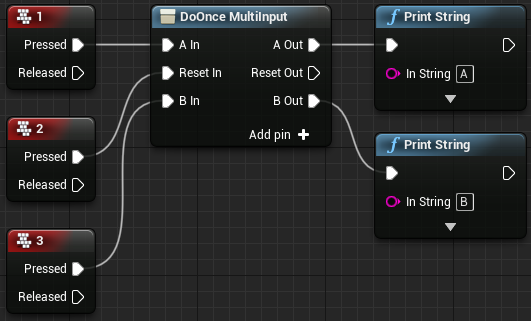 1
Pressed
Released
2
Pressed
Released
3
Pressed
Released
DoOnce MultiInput
A In A Out
Reset In Reset Out
B In B Out
Add pin +
Print String
In String A
Print String
In String B